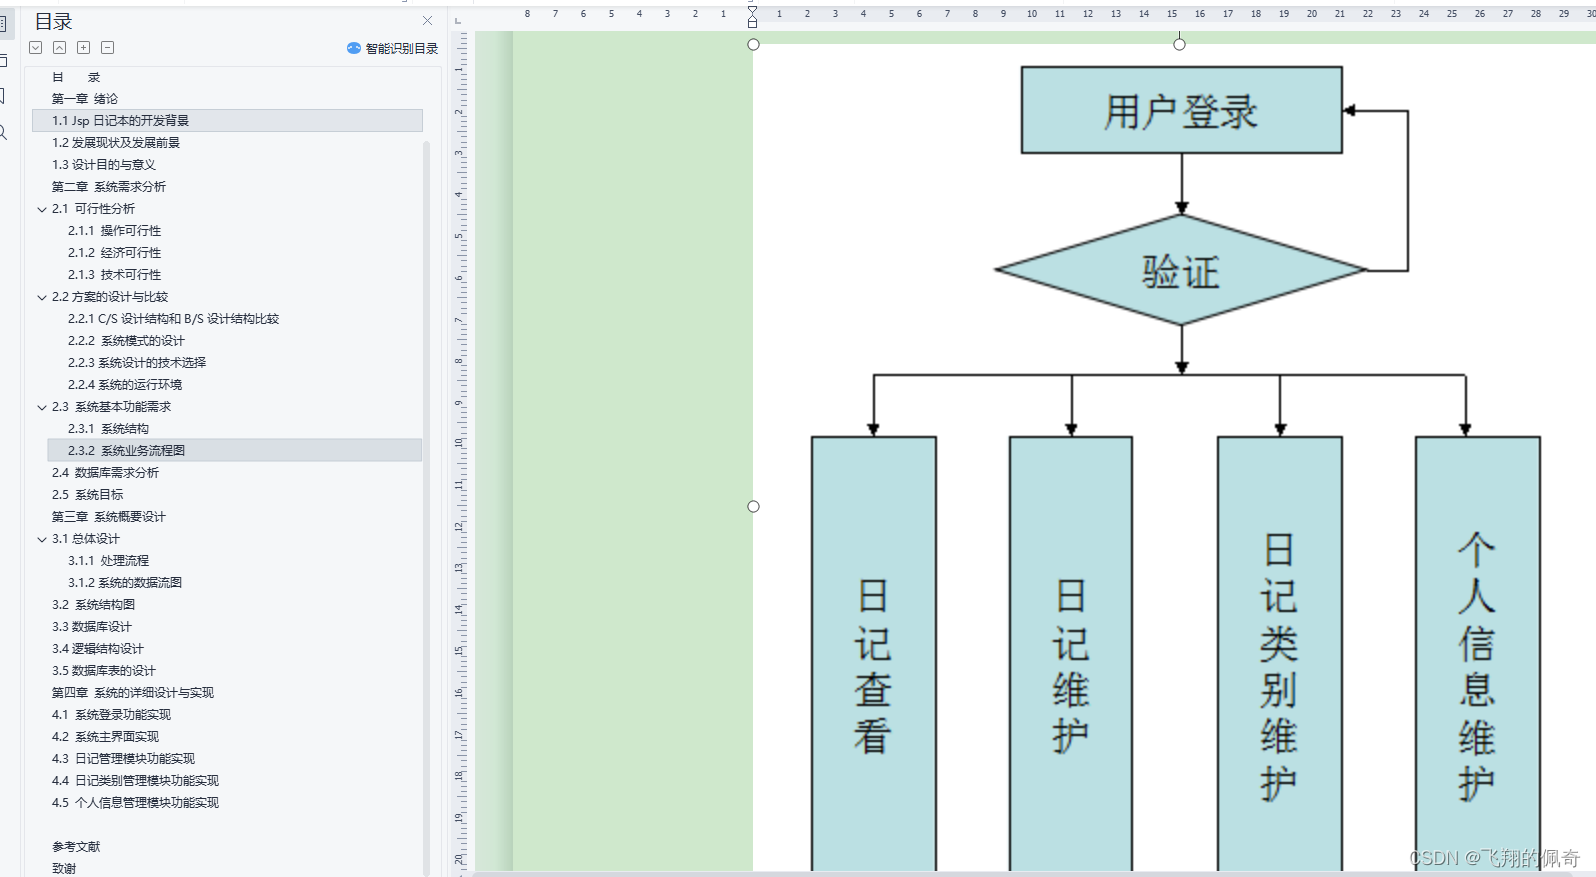 目录
智能识别目录
目 录
第一章 绪论
1.1 Jsp 日记本的开发背景
1.2 发展现状及发展前景
1.3 设计目的与意义
第二章 系统需求分析
2.1 可行性分析
2.1.1 操作可行性
2.1.2 经济可行性
2.1.3 技术可行性
2.2 方案的设计与比较
2.2.1 C/S 设计结构和 B/S 设计结构比较
2.2.2 系统模式的设计
2.2.3 系统设计的技术选择
2.2.4 系统的运行环境
2.3 系统基本功能需求
2.3.1 系统结构
2.3.2 系统业务流程图
2.4 数据库需求分析
2.5 系统目标
第三章 系统概要设计
3.1 总体设计
3.1.1 处理流程
3.1.2 系统的数据流图
3.2 系统结构图
3.3 数据库设计
3.4 逻辑结构设计
3.5 数据库表的设计
第四章 系统的详细设计与实现
4.1 系统登录功能实现
4.2 系统主界面实现
4.3 日记管理模块功能实现
4.4 日记类别管理模块功能实现
4.5 个人信息管理模块功能实现
参考文献
致谢
8 7 6 5 4 3 2 1 1 2 3 4 5 6 7 8 9 10 11 12 13 14 15 16 17 18 19 20 21 22 23 24 25 26 27 28 29 30
1
2
3
4
5
6
7
8
9
10
11
12
13
14
15
16
17
18
19
20
用户登录
验证
日记查看
日记维护
日记类别维护
个人信息维护
CSDN @飞翔的佩奇